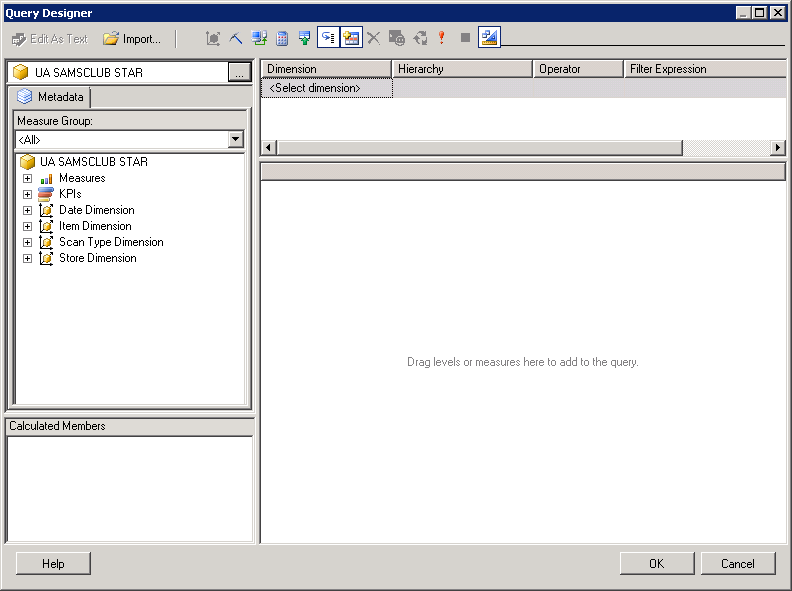 Query Designer
Edit As Text Import...
UA SAMSCLUB STAR ...
Metadata
Measure Group:
<All>
UA SAMSCLUB STAR
Measures
KPIs
Date Dimension
Item Dimension
Scan Type Dimension
Store Dimension
Calculated Members
Dimension Hierarchy Operator Filter Expression
<Select dimension>
Drag levels or measures here to add to the query.
Help OK Cancel